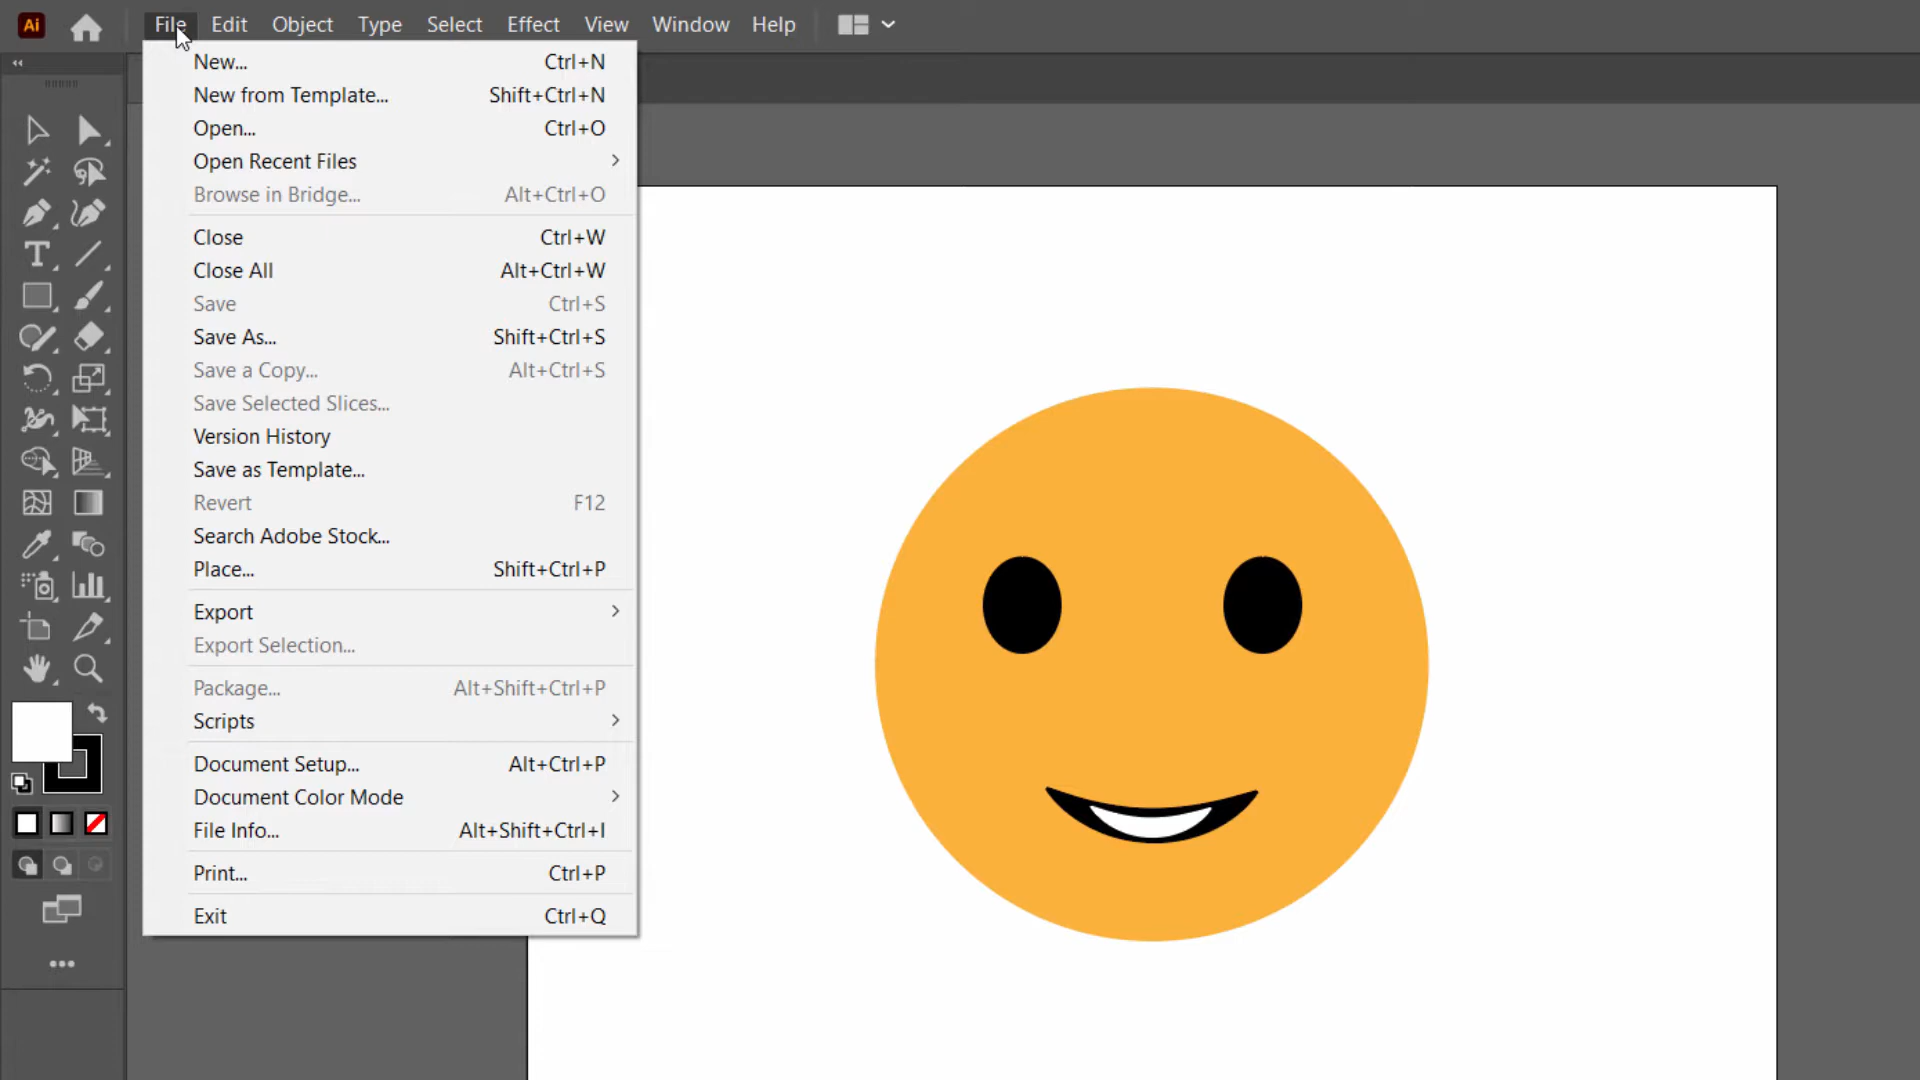 Ai File Edit Object Type Select Effect View Window Help
New... Ctrl+N
New from Template... Shift+Ctrl+N
Open... Ctrl+O
Open Recent Files
Browse in Bridge... Alt+Ctrl+O
Close Ctrl+W
Close All Alt+Ctrl+W
Save Ctrl+S
Save As... Shift+Ctrl+S
Save a Copy... Alt+Ctrl+S
Save Selected Slices...
Version History
Save as Template...
Revert F12
Search Adobe Stock...
Place... Shift+Ctrl+P
Export
Export Selection...
Package... Alt+Shift+Ctrl+P
Scripts
Document Setup... Alt+Ctrl+P
Document Color Mode
File Info... Alt+Shift+Ctrl+I
Print... Ctrl+P
Exit Ctrl+Q